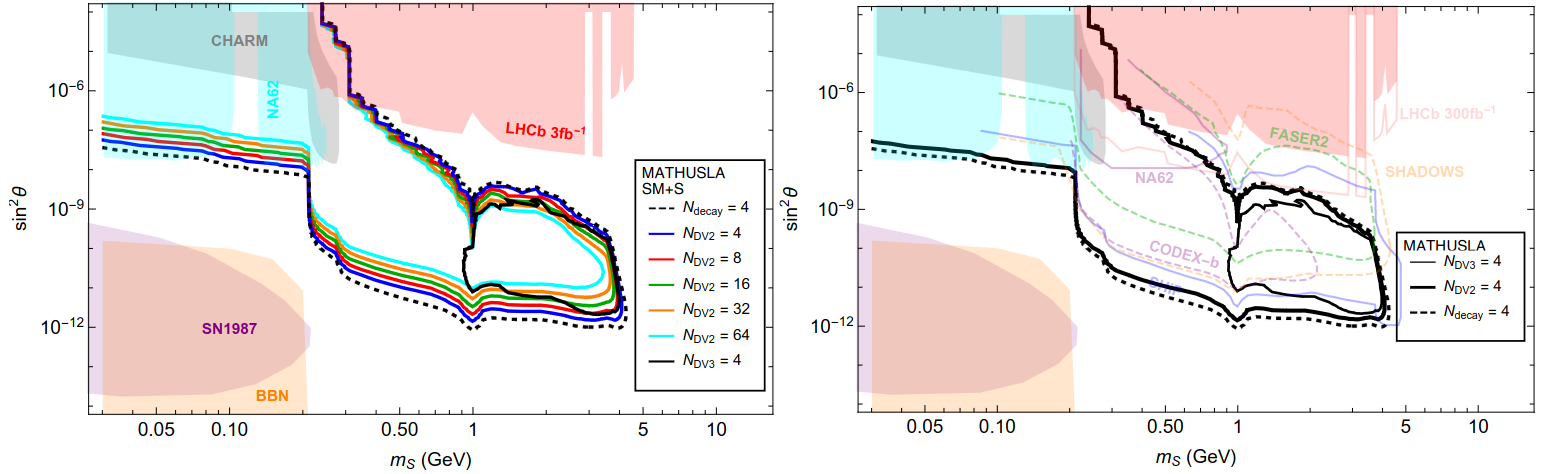 CHARM
NA62
LHCb 3fb⁻¹
SN1987
BBN
10⁻⁶
10⁻⁹
10⁻¹²
sin²θ
0.05 0.10 0.50 1 5 10
m_S (GeV)
MATHUSLA
SM+S
N_decay = 4
N_DV2 = 4
N_DV2 = 8
N_DV2 = 16
N_DV2 = 32
N_DV2 = 64
N_DV3 = 4
LHCb 300fb⁻¹
FASER2
SHADOWS
NA62
CODEX-b
10⁻⁶
10⁻⁹
10⁻¹²
sin²θ
0.05 0.10 0.50 1 5 10
m_S (GeV)
MATHUSLA
N_DV3 = 4
N_DV2 = 4
N_decay = 4